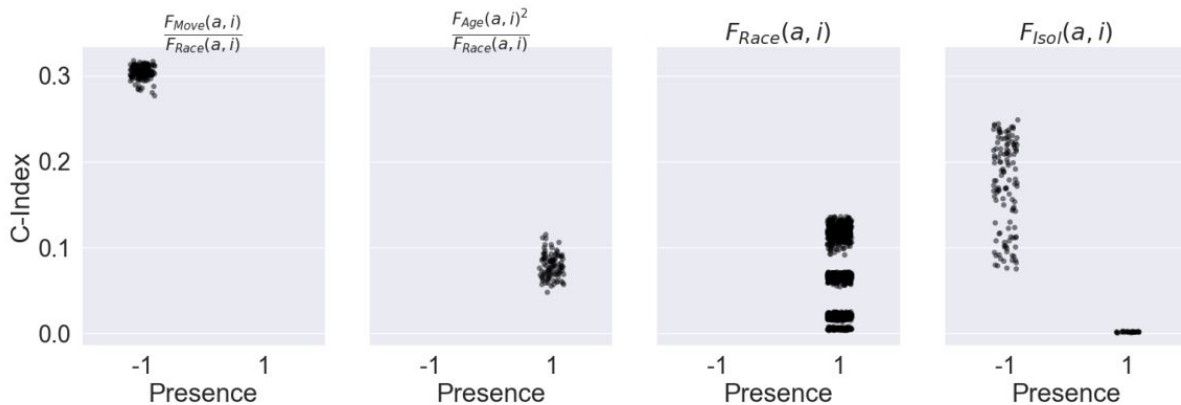 F_Move(a, i) / F_Race(a, i)
F_Age(a, i)² / F_Race(a, i)
F_Race(a, i)
F_Isol(a, i)
C-Index
0.3
0.2
0.1
0.0
-1 1
Presence
-1 1
Presence
-1 1
Presence
-1 1
Presence